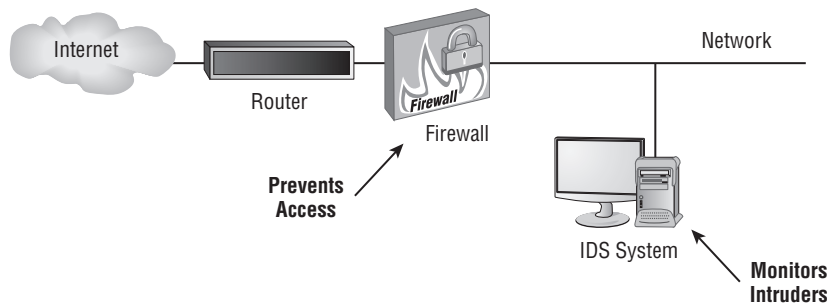 Internet
Router
Firewall
Firewall
Network
Prevents
Access
IDS System
Monitors
Intruders